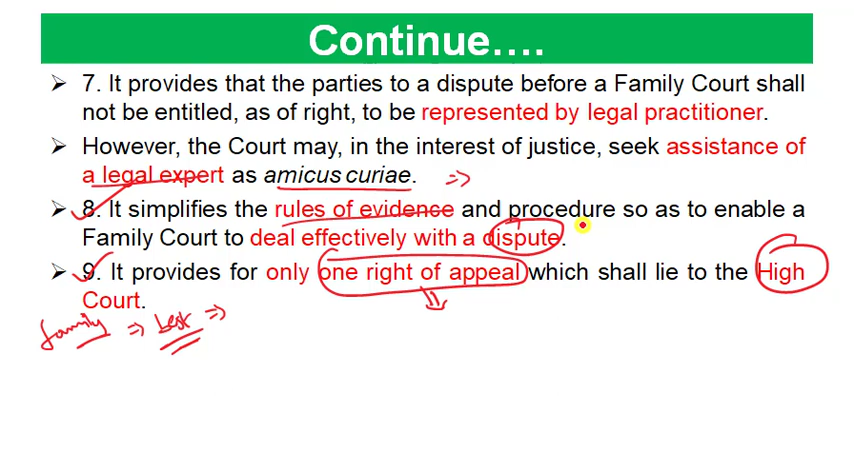 Continue….
➢ 7. It provides that the parties to a dispute before a Family Court shall
not be entitled, as of right, to be represented by legal practitioner.
➢ However, the Court may, in the interest of justice, seek assistance of
a legal expert as amicus curiae. ⇒
➢ 8. It simplifies the rules of evidence and procedure so as to enable a
Family Court to deal effectively with a dispute.
➢ 9. It provides for only one right of appeal which shall lie to the High
Court.
family ⇒ best ⇒